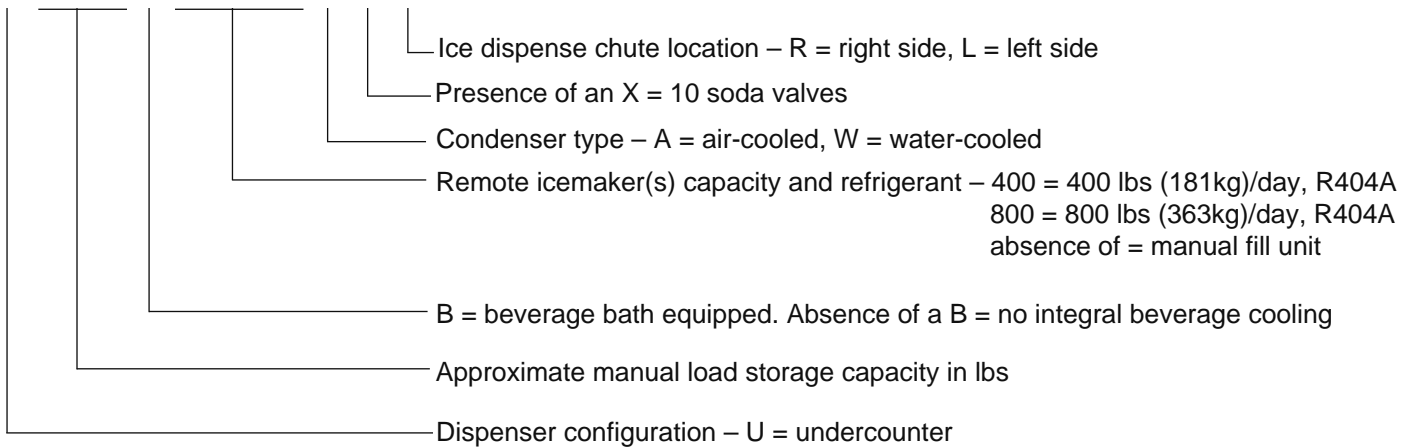 Ice dispense chute location – R = right side, L = left side
Presence of an X = 10 soda valves
Condenser type – A = air-cooled, W = water-cooled
Remote icemaker(s) capacity and refrigerant – 400 = 400 lbs (181kg)/day, R404A
800 = 800 lbs (363kg)/day, R404A
absence of = manual fill unit
B = beverage bath equipped. Absence of a B = no integral beverage cooling
Approximate manual load storage capacity in lbs
Dispenser configuration – U = undercounter